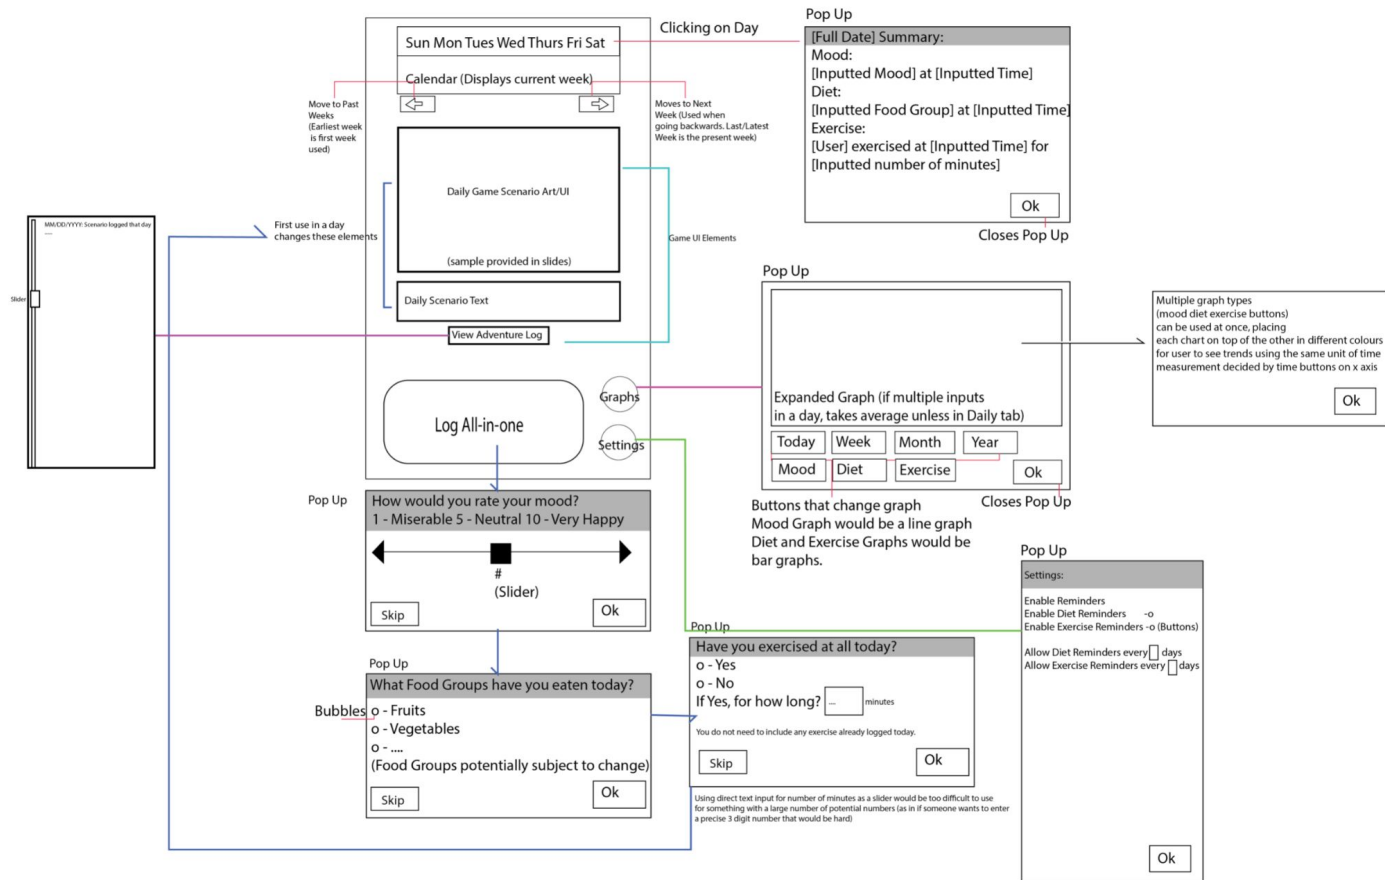 Pop Up
Clicking on Day
Sun Mon Tues Wed Thurs Fri Sat
Calendar (Displays current week)
Move to Past
Weeks
(Earliest week
is first week
used)
Moves to Next
Week (Used when
going backwards. Last/Latest
Week is the present week)
[Full Date] Summary:
Mood:
[Inputted Mood] at [Inputted Time]
Diet:
[Inputted Food Group] at [Inputted Time]
Exercise:
[User] exercised at [Inputted Time] for
[Inputted number of minutes]
Ok
Closes Pop Up
Daily Game Scenario Art/UI
(sample provided in slides)
First use in a day
changes these elements
Game UI Elements
Daily Scenario Text
View Adventure Log
MM/DD/YYYY: Scenario logged that day
....
Slider
Log All-in-one
Graphs
Settings
Pop Up
Expanded Graph (if multiple inputs
in a day, takes average unless in Daily tab)
Today
Week
Month
Year
Mood
Diet
Exercise
Ok
Closes Pop Up
Buttons that change graph
Mood Graph would be a line graph
Diet and Exercise Graphs would be
bar graphs.
Multiple graph types
(mood diet exercise buttons)
can be used at once, placing
each chart on top of the other in different colours
for user to see trends using the same unit of time
measurement decided by time buttons on x axis
Ok
Pop Up
How would you rate your mood?
1 - Miserable 5 - Neutral 10 - Very Happy
#
(Slider)
Skip
Ok
Pop Up
What Food Groups have you eaten today?
Bubbles
o - Fruits
o - Vegetables
o - ....
(Food Groups potentially subject to change)
Skip
Ok
Pop Up
Have you exercised at all today?
o - Yes
o - No
If Yes, for how long?
...
minutes
You do not need to include any exercise already logged today.
Skip
Ok
Using direct text input for number of minutes as a slider would be too difficult to use
for something with a large number of potential numbers (as in if someone wants to enter
a precise 3 digit number that would be hard)
Pop Up
Settings:
Enable Reminders
Enable Diet Reminders -o
Enable Exercise Reminders -o (Buttons)
Allow Diet Reminders every days
Allow Exercise Reminders every days
Ok